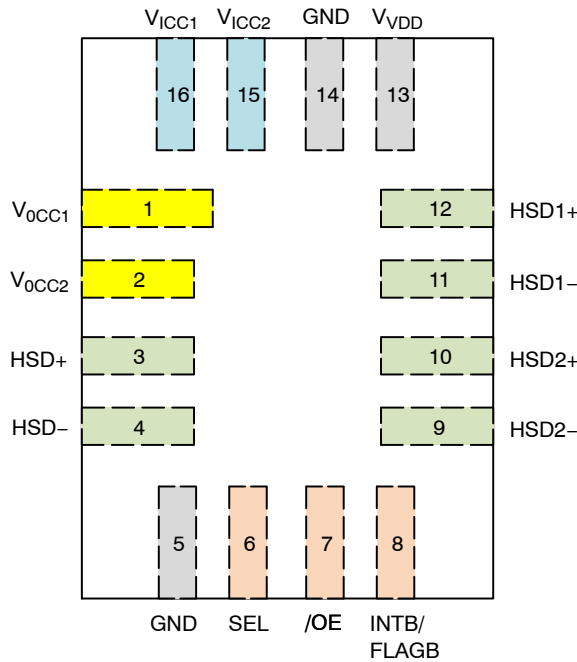 VICC1 VICC2 GND VVDD
16 15 14 13
V0CC1 1 12 HSD1+
V0CC2 2 11 HSD1−
HSD+ 3 10 HSD2+
HSD− 4 9 HSD2−
5 6 7 8
GND SEL /OE INTB/
FLAGB